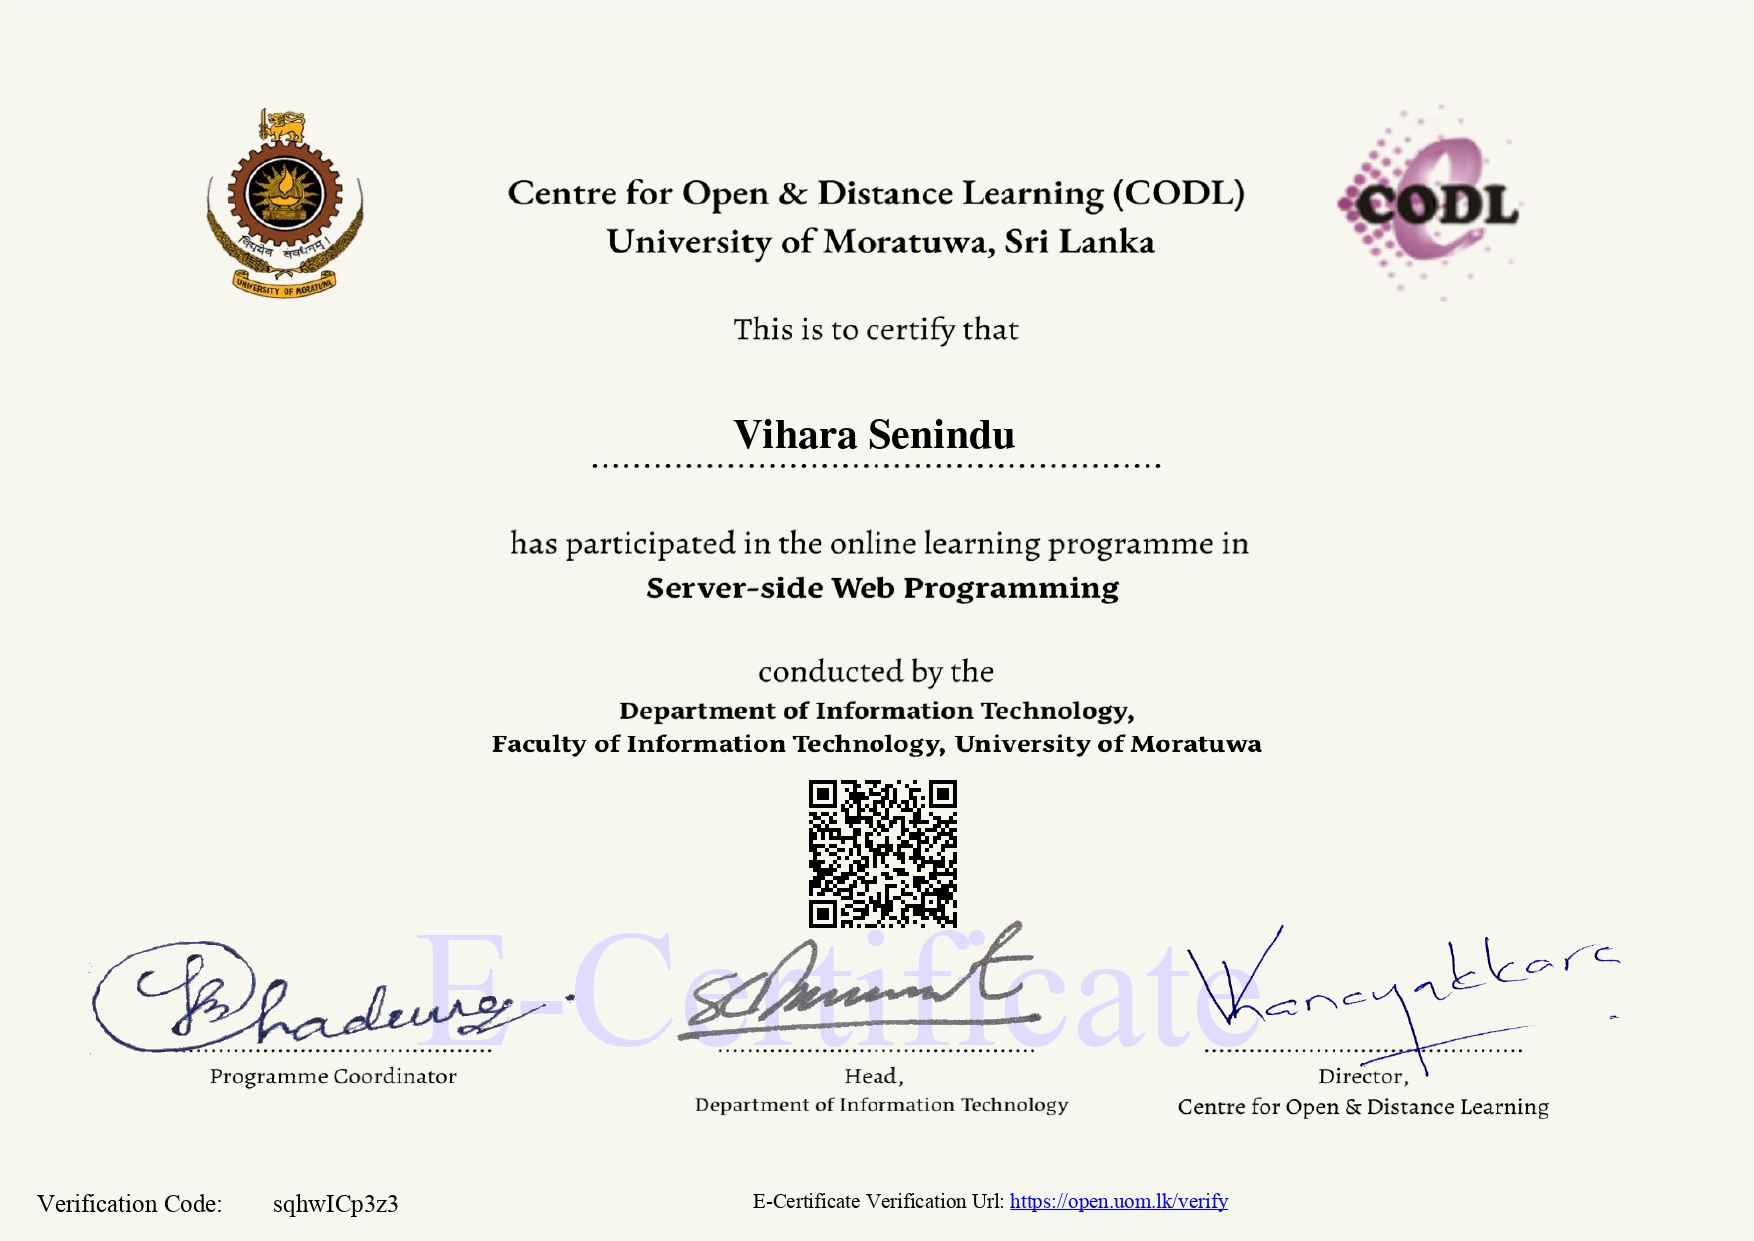 Centre for Open & Distance Learning (CODL)
University of Moratuwa, Sri Lanka
CODL
UNIVERSITY OF MORATUWA
This is to certify that
Vihara Senindu
has participated in the online learning programme in
Server-side Web Programming
conducted by the
Department of Information Technology,
Faculty of Information Technology, University of Moratuwa
E-Certificate
Programme Coordinator
Head,
Department of Information Technology
Director,
Centre for Open & Distance Learning
Verification Code: sqhwICp3z3
E-Certificate Verification Url: https://open.uom.lk/verify